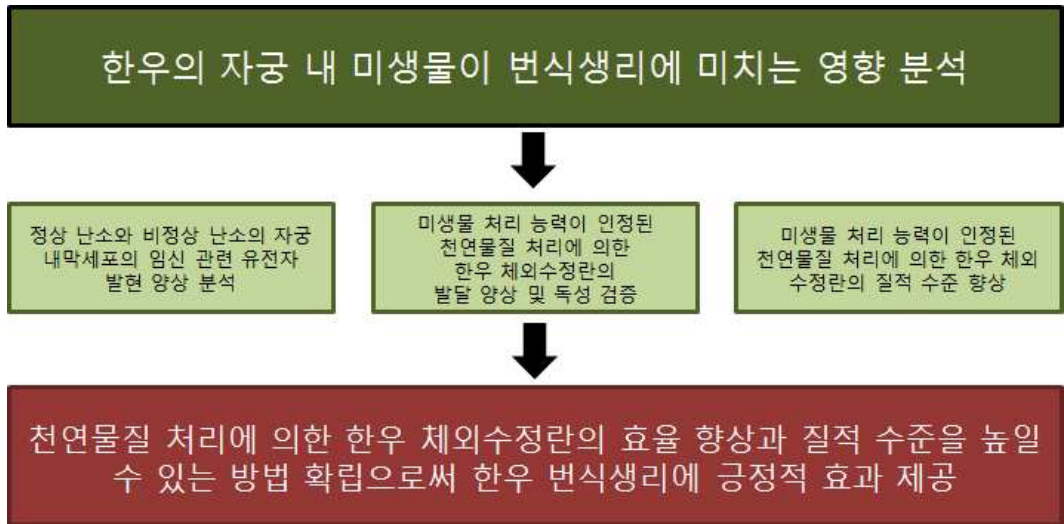 한우의 자궁 내 미생물이 번식생리에 미치는 영향 분석
정상 난소와 비정상 난소의 자궁
내막세포의 임신 관련 유전자
발현 양상 분석
미생물 처리 능력이 인정된
천연물질 처리에 의한
한우 체외수정란의
발달 양상 및 독성 검증
미생물 처리 능력이 인정된
천연물질 처리에 의한 한우 체외
수정란의 질적 수준 향상
천연물질 처리에 의한 한우 체외수정란의 효율 향상과 질적 수준을 높일
수 있는 방법 확립으로써 한우 번식생리에 긍정적 효과 제공